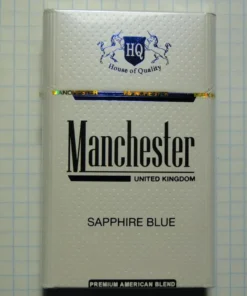 HQ
House of Quality
Manchester
UNITED KINGDOM
SAPPHIRE BLUE
PREMIUM AMERICAN BLEND